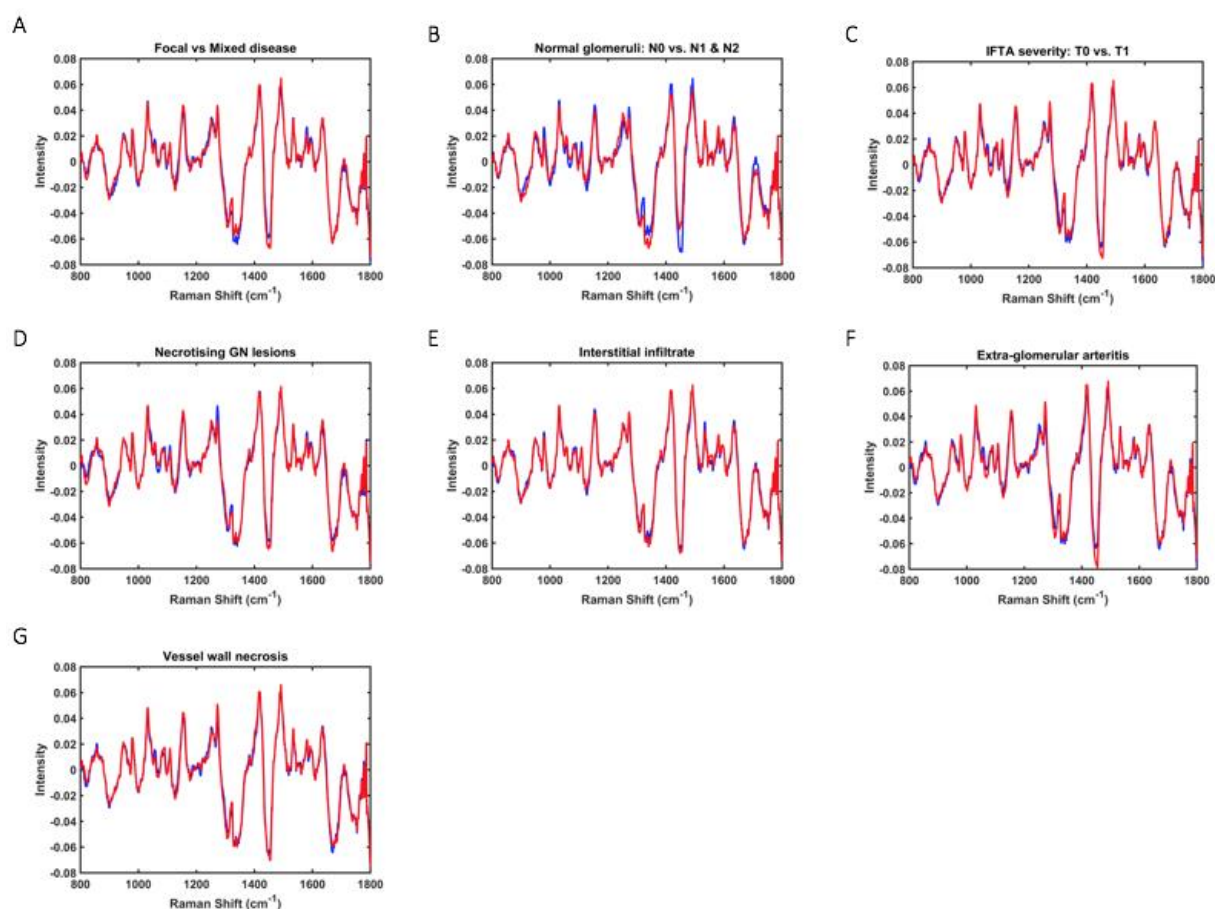 A
Focal vs Mixed disease
0.08
0.06
0.04
0.02
0
-0.02
-0.04
-0.06
-0.08
Intensity
800 1000 1200 1400 1600 1800
Raman Shift (cm⁻¹)
B
Normal glomeruli: N0 vs. N1 & N2
0.08
0.06
0.04
0.02
0
-0.02
-0.04
-0.06
-0.08
Intensity
800 1000 1200 1400 1600 1800
Raman Shift (cm⁻¹)
C
IFTA severity: T0 vs. T1
0.08
0.06
0.04
0.02
0
-0.02
-0.04
-0.06
-0.08
Intensity
800 1000 1200 1400 1600 1800
Raman Shift (cm⁻¹)
D
Necrotising GN lesions
0.08
0.06
0.04
0.02
0
-0.02
-0.04
-0.06
-0.08
Intensity
800 1000 1200 1400 1600 1800
Raman Shift (cm⁻¹)
E
Interstitial infiltrate
0.08
0.06
0.04
0.02
0
-0.02
-0.04
-0.06
-0.08
Intensity
800 1000 1200 1400 1600 1800
Raman Shift (cm⁻¹)
F
Extra-glomerular arteritis
0.08
0.06
0.04
0.02
0
-0.02
-0.04
-0.06
-0.08
Intensity
800 1000 1200 1400 1600 1800
Raman Shift (cm⁻¹)
G
Vessel wall necrosis
0.08
0.06
0.04
0.02
0
-0.02
-0.04
-0.06
-0.08
Intensity
800 1000 1200 1400 1600 1800
Raman Shift (cm⁻¹)